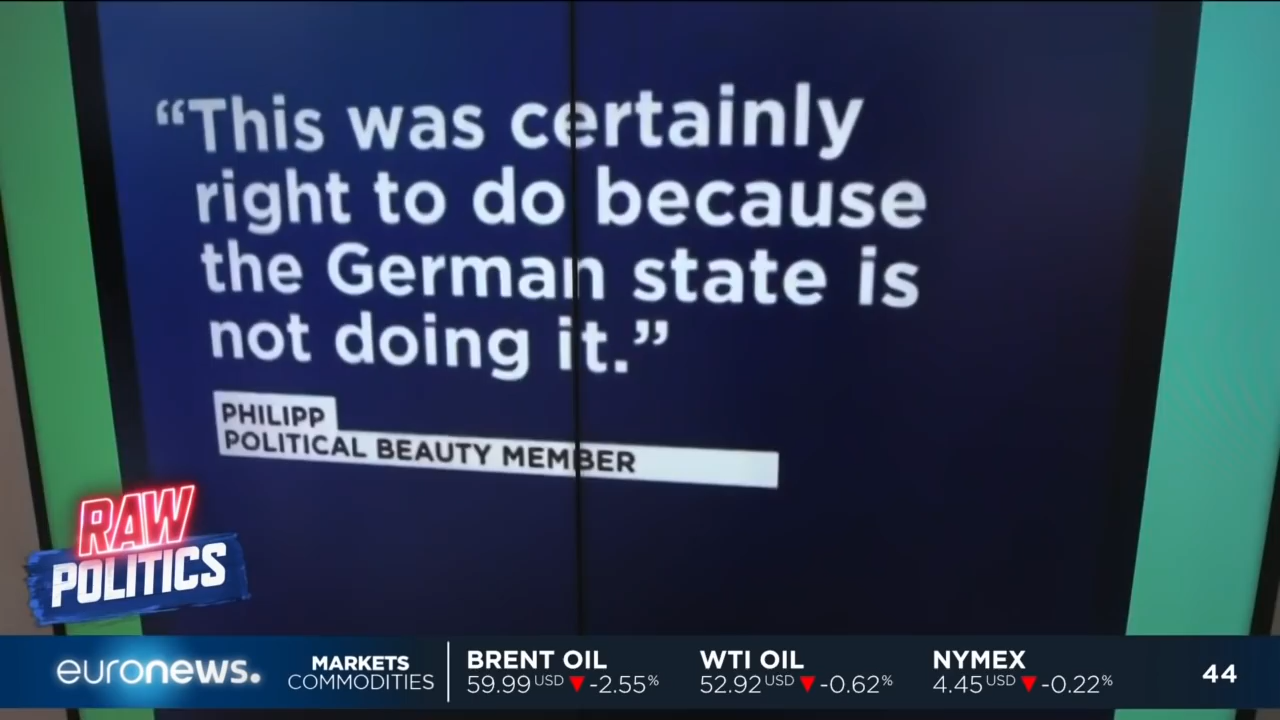 “This was certainly
right to do because
the German state is
not doing it.”
PHILIPP
POLITICAL BEAUTY MEMBER
RAW
POLITICS
euronews.
MARKETS
COMMODITIES
BRENT OIL
59.99 USD ▼ -2.55%
WTI OIL
52.92 USD ▼ -0.62%
NYMEX
4.45 USD ▼ -0.22%
44